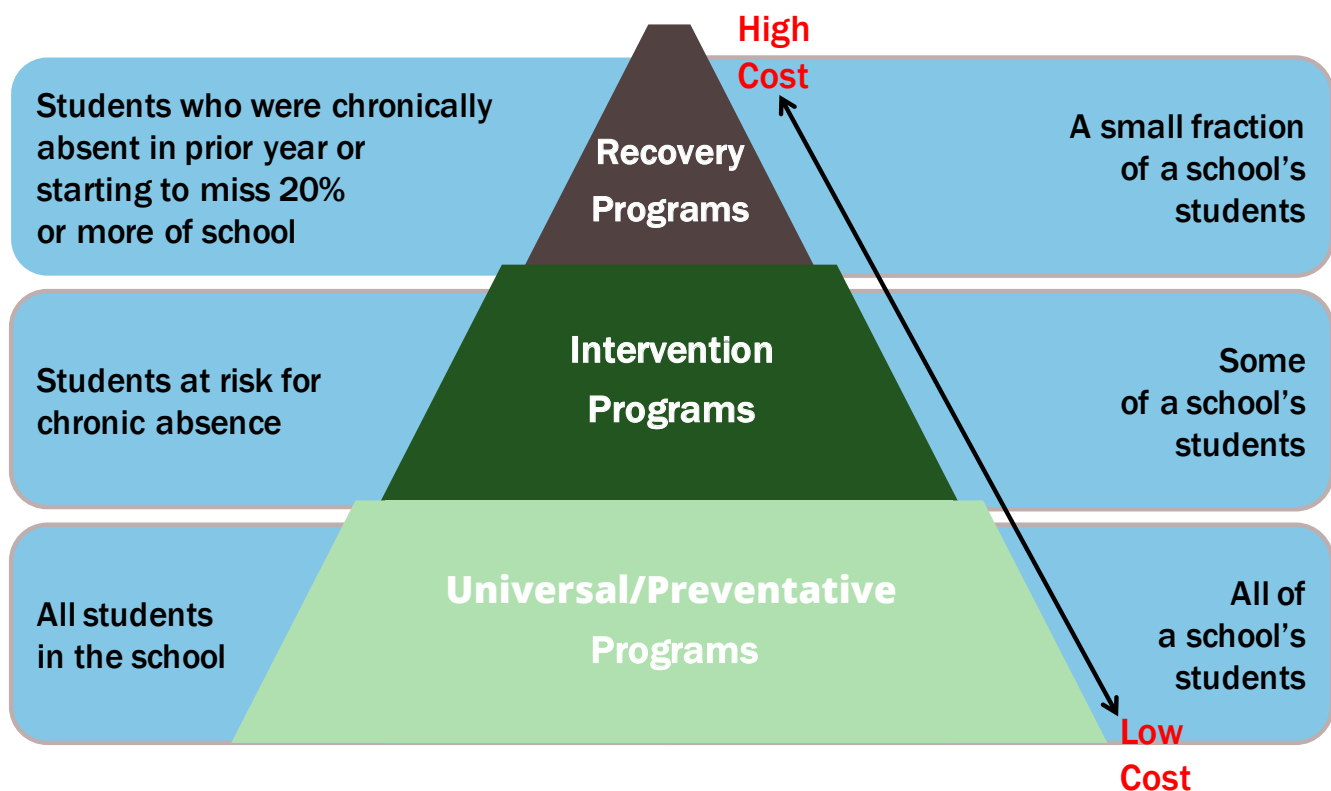 High
Cost
Students who were chronically
absent in prior year or
starting to miss 20%
or more of school
Recovery
Programs
A small fraction
of a school's
students
Students at risk for
chronic absence
Intervention
Programs
Some
of a school's
students
All students
in the school
Universal/Preventative
Programs
All of
a school's
students
Low
Cost